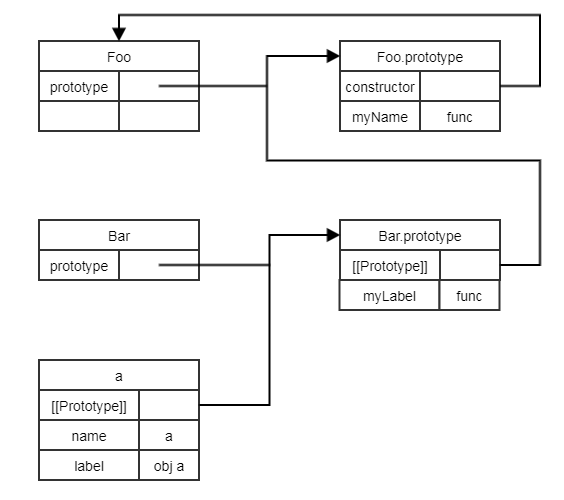 Foo
prototype
Foo.prototype
constructor
myName func
Bar
prototype
Bar.prototype
[[Prototype]]
myLabel func
a
[[Prototype]]
name a
label obj a